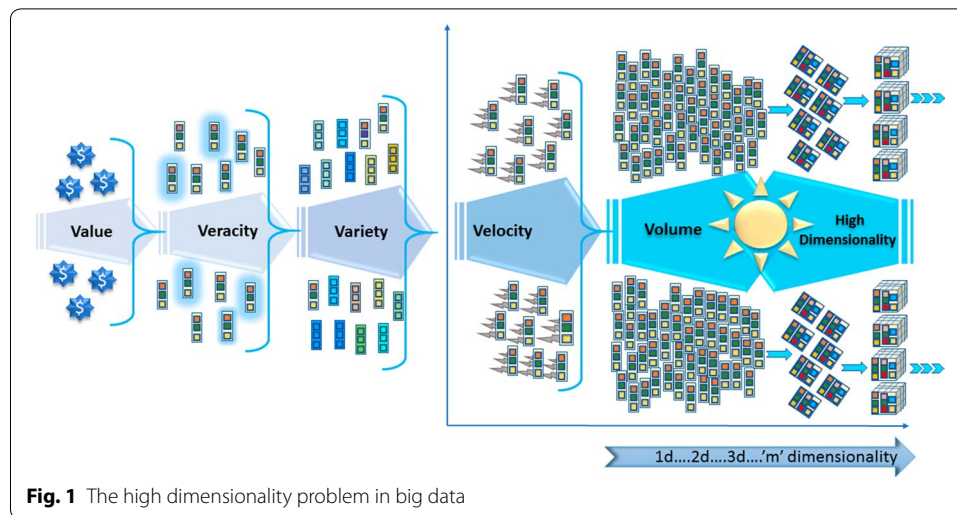 $
$
$
$
Value
Veracity
Variety
Velocity
Volume
High
Dimensionality
$
$
$
$
1d....2d....3d....'m' dimensionality
Fig. 1 The high dimensionality problem in big data